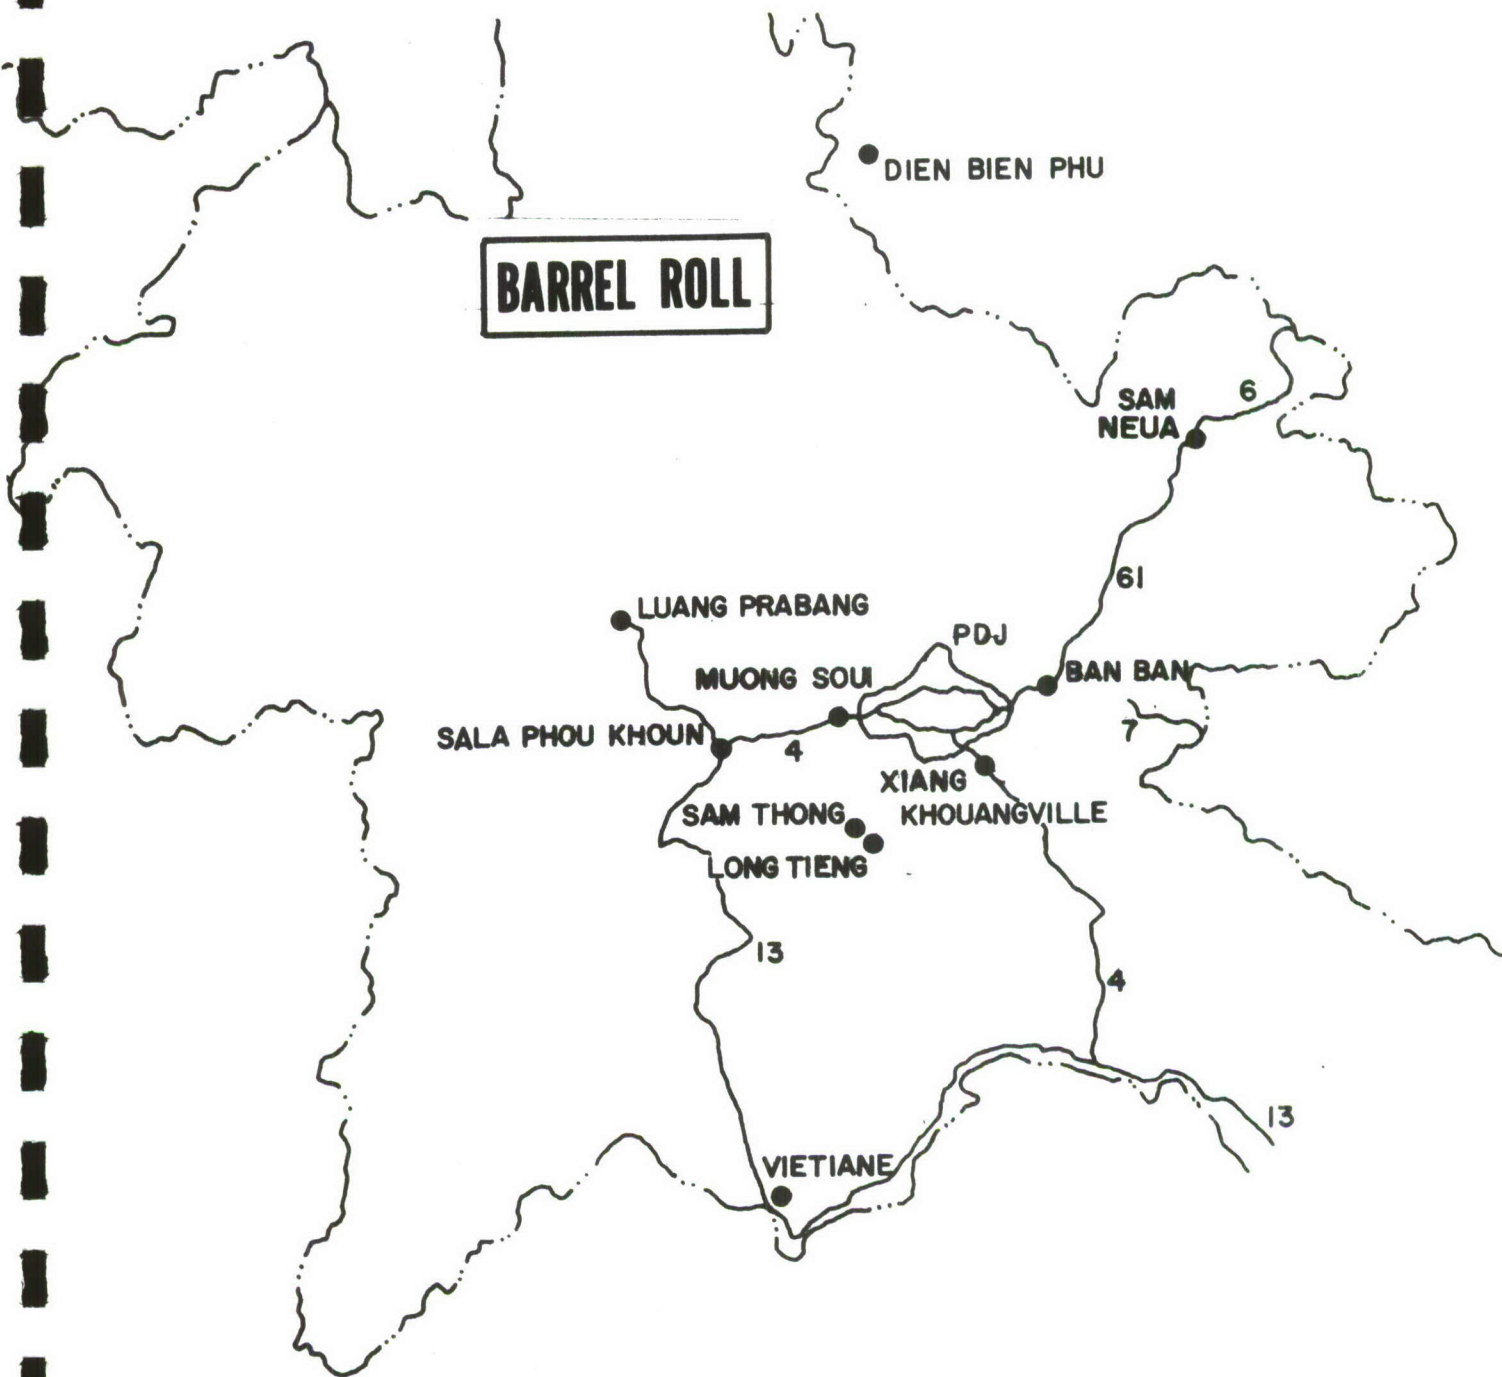 DIEN BIEN PHU
BARREL ROLL
SAM
NEUA
6
61
LUANG PRABANG
PDJ
MUONG SOUI
BAN BAN
7
SALA PHOU KHOUN
4
XIANG
KHOUANGVILLE
SAM THONG
LONG TIENG
13
4
13
VIETIANE